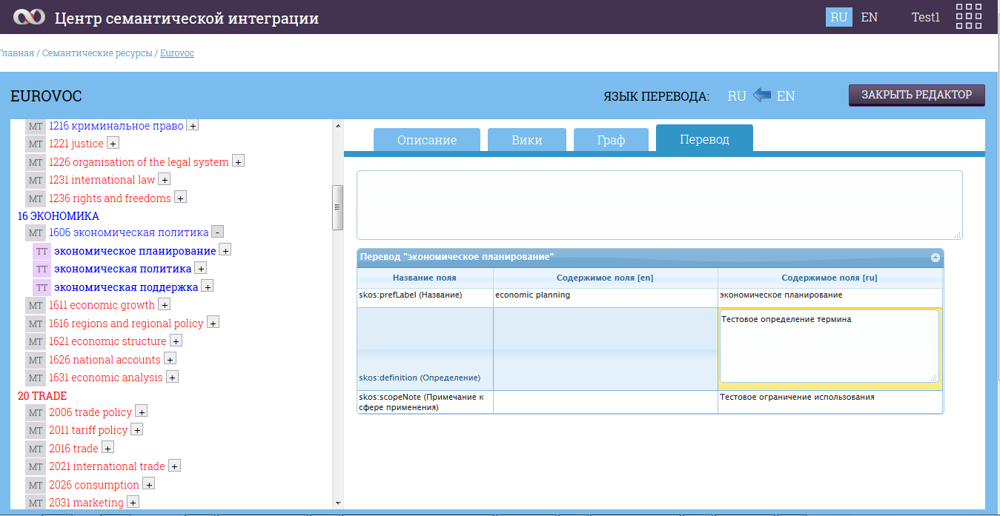 Центр семантической интеграции
RU EN Test1
Главная / Семантические ресурсы / Eurovoc
EUROVOC
ЯЗЫК ПЕРЕВОДА: RU EN
ЗАКРЫТЬ РЕДАКТОР
MT 1216 криминальное право +
MT 1221 justice +
MT 1226 organisation of the legal system +
MT 1231 international law +
MT 1236 rights and freedoms +
16 ЭКОНОМИКА
MT 1606 экономическая политика -
TT экономическое планирование +
TT экономическая политика +
TT экономическая поддержка +
MT 1611 economic growth +
MT 1616 regions and regional policy +
MT 1621 economic structure +
MT 1626 national accounts +
MT 1631 economic analysis +
20 TRADE
MT 2006 trade policy +
MT 2011 tariff policy +
MT 2016 trade +
MT 2021 international trade +
MT 2026 consumption +
MT 2031 marketing +
Описание Вики Граф Перевод
Перевод "экономическое планирование"
Название поля Содержимое поля [en] Содержимое поля [ru]
skos:prefLabel (Название) economic planning экономическое планирование
Тестовое определение термина
skos:definition (Определение)
skos:scopeNote (Примечание к Тестовое ограничение использования
сфере применения)